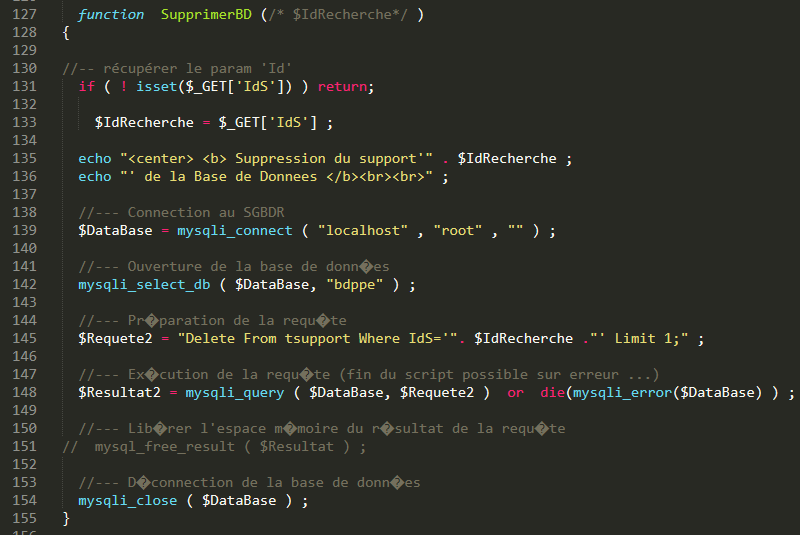 127 function SupprimerBD (/* $IdRecherche*/ )
128 {
129
130 //-- récupérer le param 'Id'
131 if ( ! isset($_GET['IdS']) ) return;
132
133 $IdRecherche = $_GET['IdS'] ;
134
135 echo "<center> <b> Suppression du support'" . $IdRecherche ;
136 echo "' de la Base de Donnees </b><br><br>" ;
137
138 //--- Connection au SGBDR
139 $DataBase = mysqli_connect ( "localhost" , "root" , "" ) ;
140
141 //--- Ouverture de la base de donn�es
142 mysqli_select_db ( $DataBase, "bdppe" ) ;
143
144 //--- Pr�paration de la requ�te
145 $Requete2 = "Delete From tsupport Where IdS='". $IdRecherche ."' Limit 1;" ;
146
147 //--- Ex�cution de la requ�te (fin du script possible sur erreur ...)
148 $Resultat2 = mysqli_query ( $DataBase, $Requete2 ) or die(mysqli_error($DataBase) ) ;
149
150 //--- Lib�rer l'espace m�moire du r�sultat de la requ�te
151 // mysql_free_result ( $Resultat ) ;
152
153 //--- D�connection de la base de donn�es
154 mysqli_close ( $DataBase ) ;
155 }